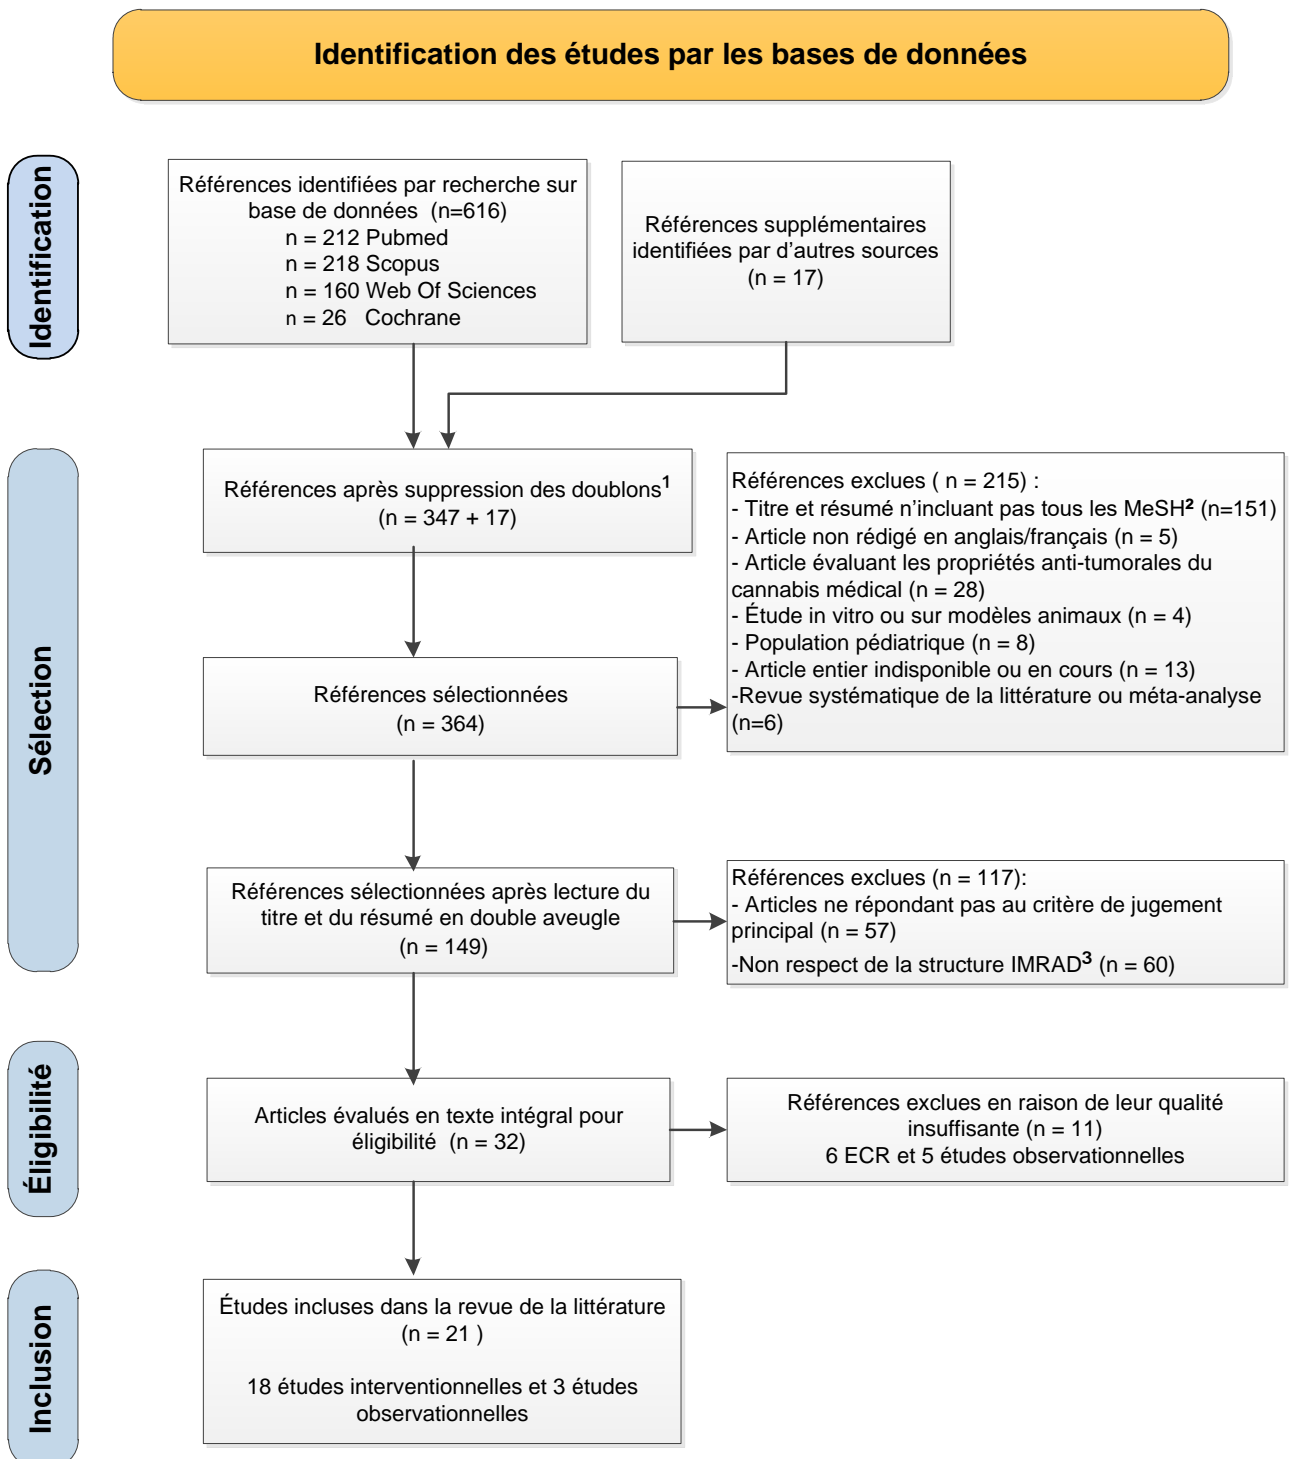 Identification des études par les bases de données
Identification
Références identifiées par recherche sur
base de données (n=616)
n = 212 Pubmed
n = 218 Scopus
n = 160 Web Of Sciences
n = 26 Cochrane
Références supplémentaires
identifiées par d’autres sources
(n = 17)
Sélection
Références après suppression des doublons¹
(n = 347 + 17)
Références sélectionnées
(n = 364)
Références exclues ( n = 215) :
- Titre et résumé n’incluant pas tous les MeSH² (n=151)
- Article non rédigé en anglais/français (n = 5)
- Article évaluant les propriétés anti-tumorales du
cannabis médical (n = 28)
- Étude in vitro ou sur modèles animaux (n = 4)
- Population pédiatrique (n = 8)
- Article entier indisponible ou en cours (n = 13)
-Revue systématique de la littérature ou méta-analyse
(n=6)
Références sélectionnées après lecture du
titre et du résumé en double aveugle
(n = 149)
Références exclues (n = 117):
- Articles ne répondant pas au critère de jugement
principal (n = 57)
-Non respect de la structure IMRAD³ (n = 60)
Éligibilité
Articles évalués en texte intégral pour
éligibilité (n = 32)
Références exclues en raison de leur qualité
insuffisante (n = 11)
6 ECR et 5 études observationnelles
Inclusion
Études incluses dans la revue de la littérature
(n = 21 )
18 études interventionnelles et 3 études
observationnelles